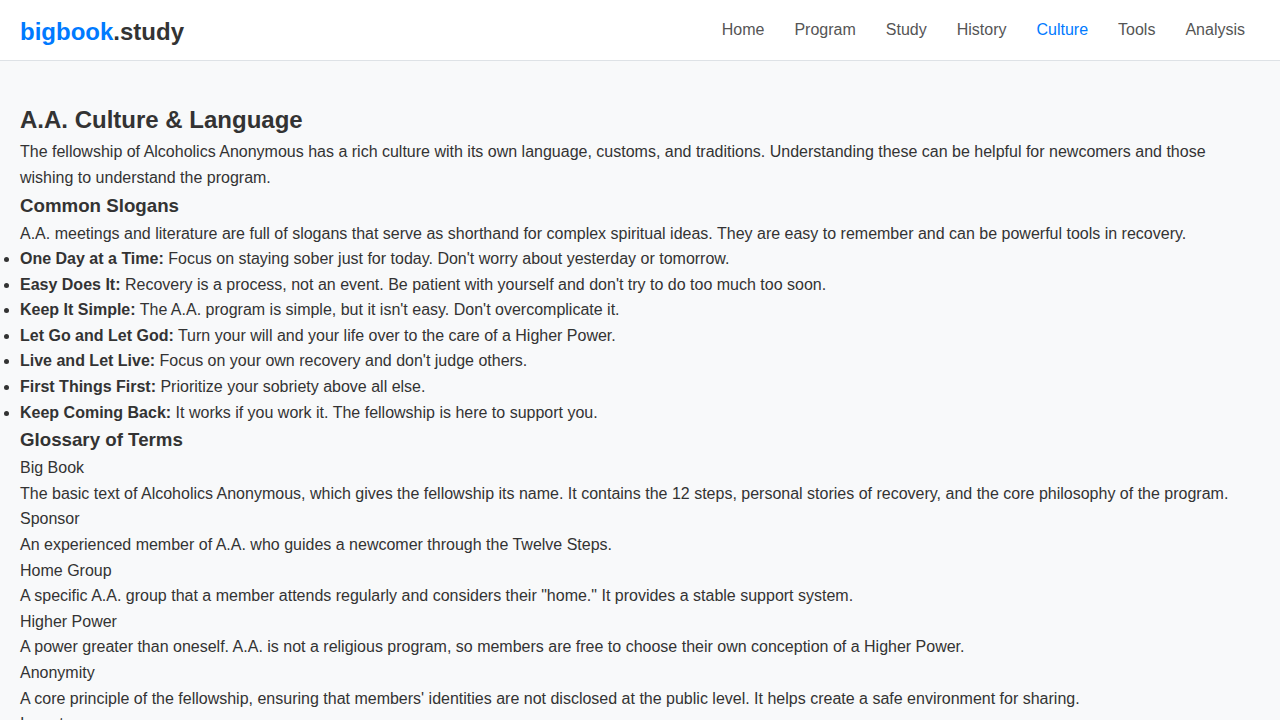 bigbook.study
Home Program Study History Culture Tools Analysis
A.A. Culture & Language
The fellowship of Alcoholics Anonymous has a rich culture with its own language, customs, and traditions. Understanding these can be helpful for newcomers and those
wishing to understand the program.
Common Slogans
A.A. meetings and literature are full of slogans that serve as shorthand for complex spiritual ideas. They are easy to remember and can be powerful tools in recovery.
• One Day at a Time: Focus on staying sober just for today. Don't worry about yesterday or tomorrow.
• Easy Does It: Recovery is a process, not an event. Be patient with yourself and don't try to do too much too soon.
• Keep It Simple: The A.A. program is simple, but it isn't easy. Don't overcomplicate it.
• Let Go and Let God: Turn your will and your life over to the care of a Higher Power.
• Live and Let Live: Focus on your own recovery and don't judge others.
• First Things First: Prioritize your sobriety above all else.
• Keep Coming Back: It works if you work it. The fellowship is here to support you.
Glossary of Terms
Big Book
The basic text of Alcoholics Anonymous, which gives the fellowship its name. It contains the 12 steps, personal stories of recovery, and the core philosophy of the program.
Sponsor
An experienced member of A.A. who guides a newcomer through the Twelve Steps.
Home Group
A specific A.A. group that a member attends regularly and considers their "home." It provides a stable support system.
Higher Power
A power greater than oneself. A.A. is not a religious program, so members are free to choose their own conception of a Higher Power.
Anonymity
A core principle of the fellowship, ensuring that members' identities are not disclosed at the public level. It helps create a safe environment for sharing.